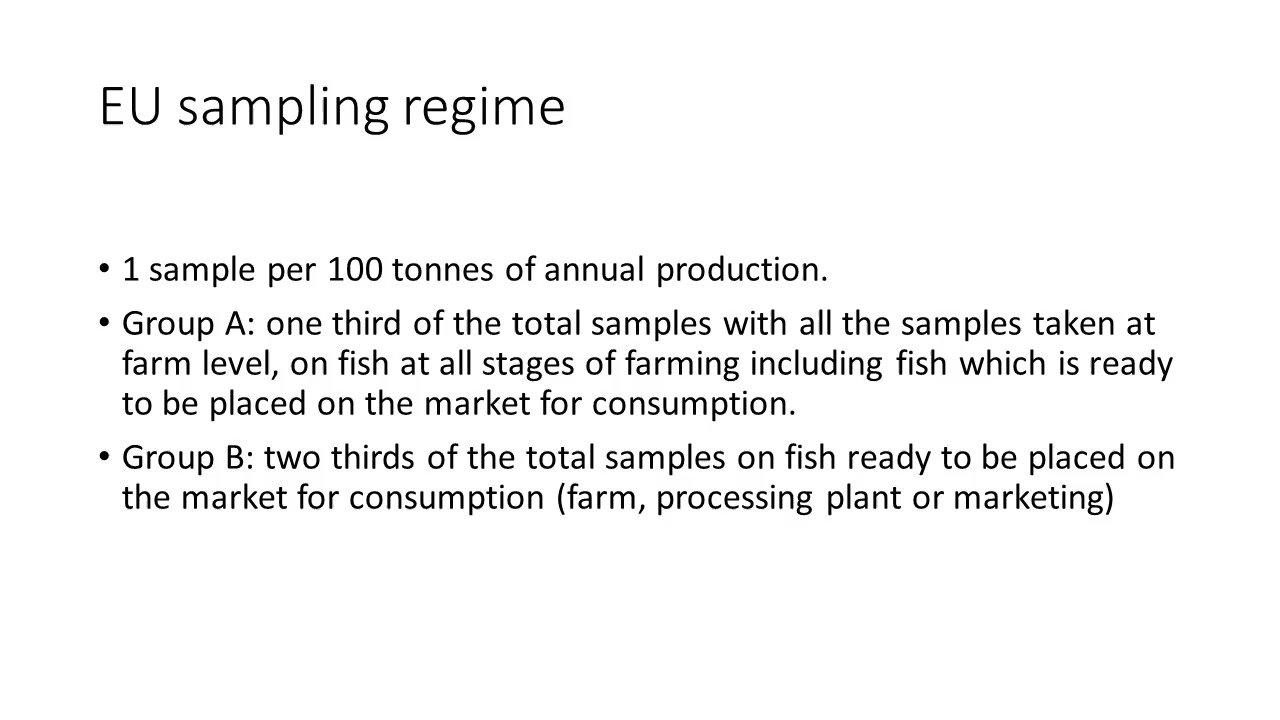 EU sampling regime
• 1 sample per 100 tonnes of annual production.
• Group A: one third of the total samples with all the samples taken at
farm level, on fish at all stages of farming including fish which is ready
to be placed on the market for consumption.
• Group B: two thirds of the total samples on fish ready to be placed on
the market for consumption (farm, processing plant or marketing)